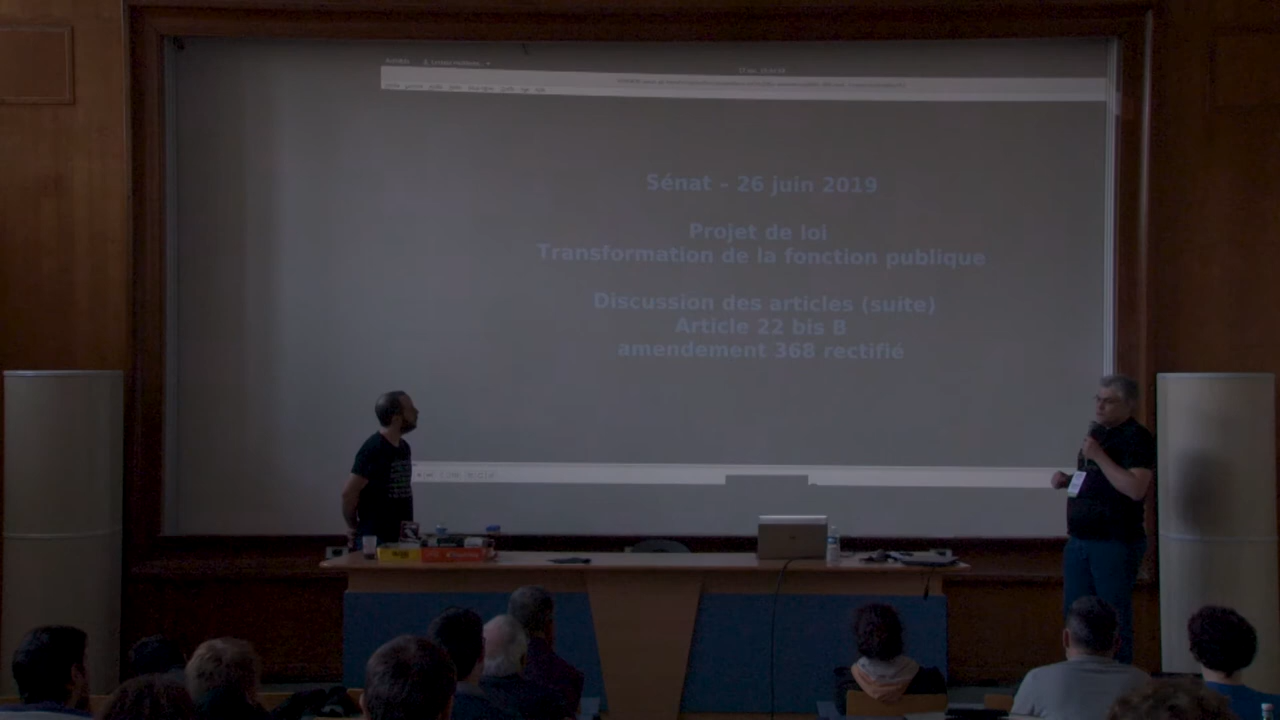 Sénat – 26 juin 2019
Projet de loi
Transformation de la fonction publique
Discussion des articles (suite)
Article 22 bis B
amendement 368 rectifié